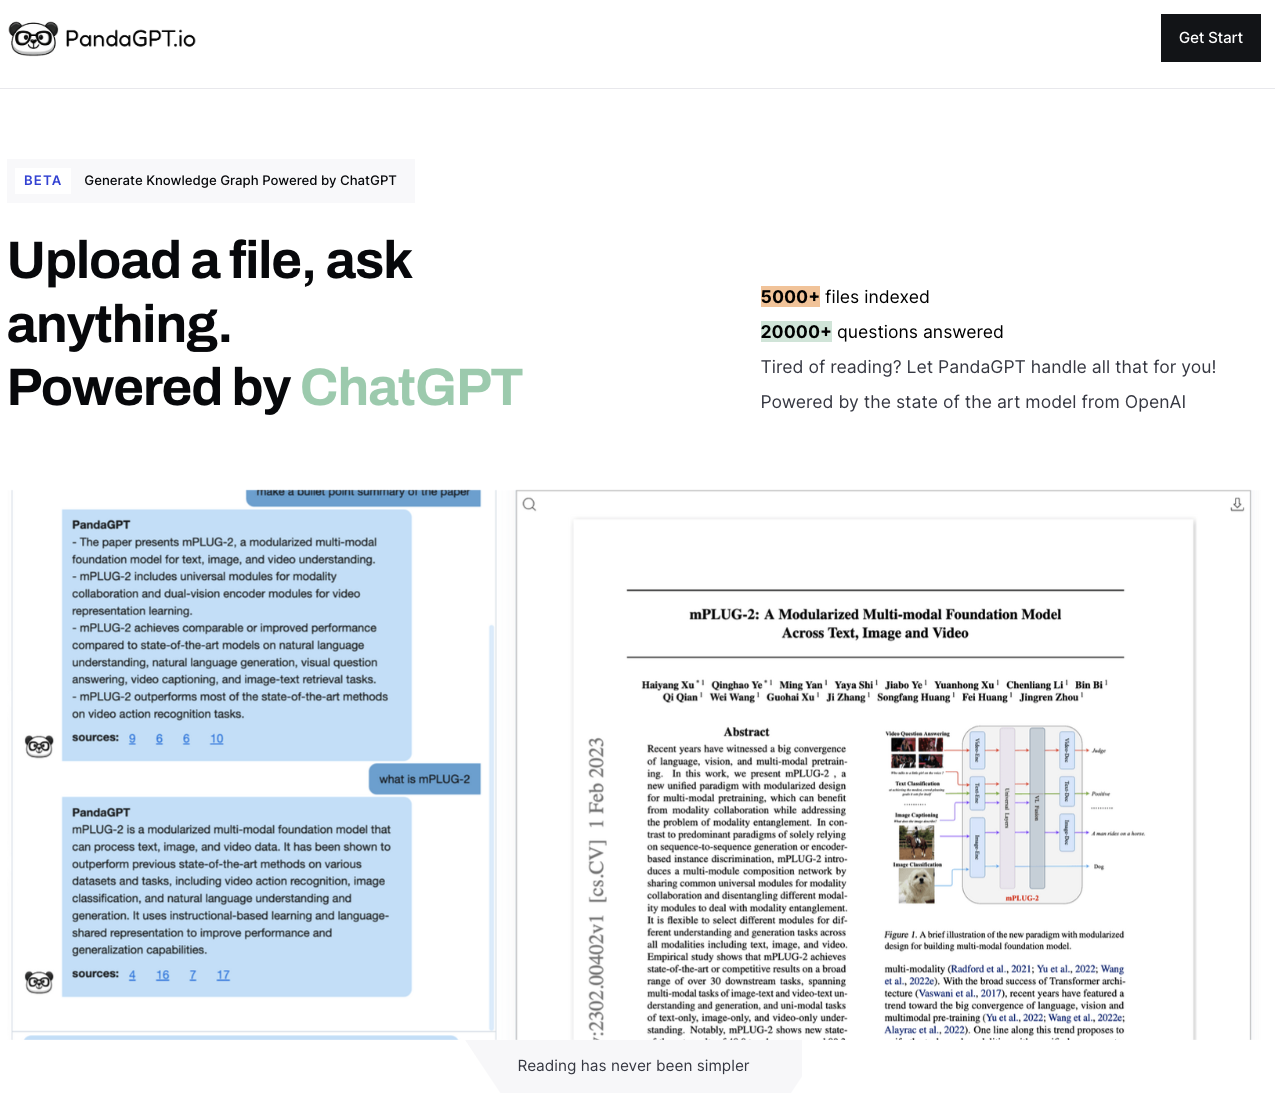 PandaGPT.io
Get Start
BETA Generate Knowledge Graph Powered by ChatGPT
Upload a file, ask
anything.
Powered by ChatGPT
5000+ files indexed
20000+ questions answered
Tired of reading? Let PandaGPT handle all that for you!
Powered by the state of the art model from OpenAI
make a bullet point summary of the paper
PandaGPT
- The paper presents mPLUG-2, a modularized multi-modal
foundation model for text, image, and video understanding.
- mPLUG-2 includes universal modules for modality
collaboration and dual-vision encoder modules for video
representation learning.
- mPLUG-2 achieves comparable or improved performance
compared to state-of-the-art models on natural language
understanding, natural language generation, visual question
answering, video captioning, and image-text retrieval tasks.
- mPLUG-2 outperforms most of the state-of-the-art methods
on video action recognition tasks.
sources: 9 6 6 10
what is mPLUG-2
PandaGPT
mPLUG-2 is a modularized multi-modal foundation model that
can process text, image, and video data. It has been shown to
outperform previous state-of-the-art methods on various
datasets and tasks, including video action recognition, image
classification, and natural language understanding and
generation. It uses instructional-based learning and language-
shared representation to improve performance and
generalization capabilities.
sources: 4 16 7 17
mPLUG-2: A Modularized Multi-modal Foundation Model
Across Text, Image and Video
Haiyang Xu * 1 Qinghao Ye * 1 Ming Yan 1 Yaya Shi 1 Jiabo Ye 1 Yuanhong Xu 1 Chenliang Li 1 Bin Bi 1
Qi Qian 1 Wei Wang 1 Guohai Xu 1 Ji Zhang 1 Songfang Huang 1 Fei Huang 1 Jingren Zhou 1
:2302.00402v1 [cs.CV] 1 Feb 2023
Abstract
Recent years have witnessed a big convergence
of language, vision, and multi-modal pretrain-
ing. In this work, we present mPLUG-2 , a
new unified paradigm with modularized design
for multi-modal pretraining, which can benefit
from modality collaboration while addressing
the problem of modality entanglement. In con-
trast to predominant paradigms of solely relying
on sequence-to-sequence generation or encoder-
based instance discrimination, mPLUG-2 intro-
duces a multi-module composition network by
sharing common universal modules for modality
collaboration and disentangling different modal-
ity modules to deal with modality entanglement.
It is flexible to select different modules for dif-
ferent understanding and generation tasks across
all modalities including text, image, and video.
Empirical study shows that mPLUG-2 achieves
state-of-the-art or competitive results on a broad
range of over 30 downstream tasks, spanning
multi-modal tasks of image-text and video-text un-
derstanding and generation, and uni-modal tasks
of text-only, image-only, and video-only under-
standing. Notably, mPLUG-2 shows new state-
Video Question Answering
Text Classification
Image Captioning
What does the image describe?
Image Classification
Video-Enc
Text-Enc
Image-Enc
Universal Layers
VL Fusion
Video-Dec
Text-Dec
Image-Dec
Judge
Positive
A man rides on a horse.
Dog
mPLUG-2
Figure 1. A brief illustration of the new paradigm with modularized
design for building multi-modal foundation model.
multi-modality (Radford et al., 2021; Yu et al., 2022; Wang
et al., 2022e). With the broad success of Transformer archi-
tecture (Vaswani et al., 2017), recent years have featured a
trend toward the big convergence of language, vision and
multimodal pre-training (Yu et al., 2022; Wang et al., 2022e;
Alayrac et al., 2022). One line along this trend proposes to
Reading has never been simpler